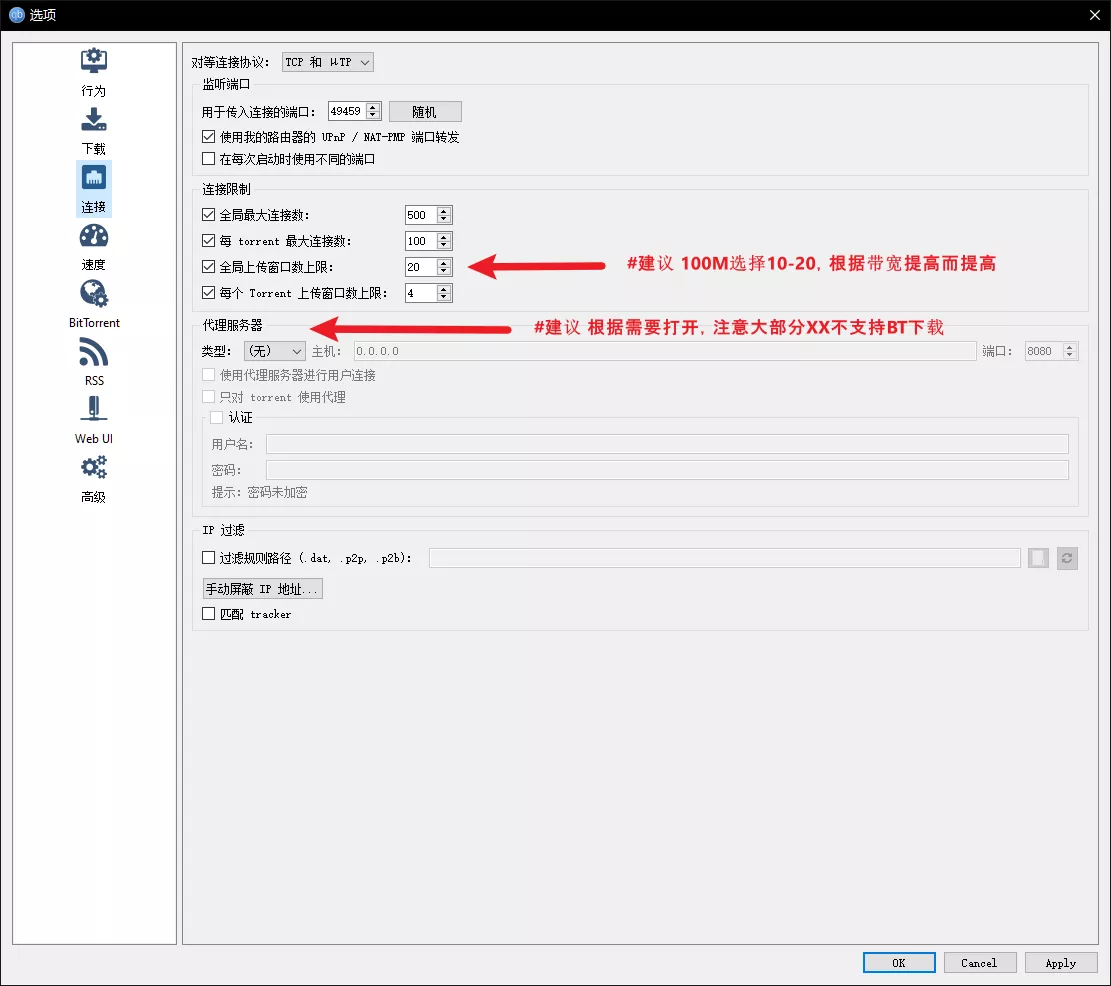 qb 选项
行为
下载
连接
速度
BitTorrent
RSS
Web UI
高级
对等连接协议： TCP 和 μTP
监听端口
用于传入连接的端口： 49459 随机
使用我的路由器的 UPnP / NAT-PMP 端口转发
在每次启动时使用不同的端口
连接限制
全局最大连接数： 500
每 torrent 最大连接数： 100
全局上传窗口数上限： 20 #建议 100M选择10-20, 根据带宽提高而提高
每个 Torrent 上传窗口数上限： 4
代理服务器 #建议 根据需要打开, 注意大部分XX不支持BT下载
类型： (无) 主机： 0.0.0.0 端口： 8080
使用代理服务器进行用户连接
只对 torrent 使用代理
认证
用户名：
密码：
提示：密码未加密
IP 过滤
过滤规则路径 (.dat, .p2p, .p2b)：
手动屏蔽 IP 地址...
匹配 tracker
OK Cancel Apply